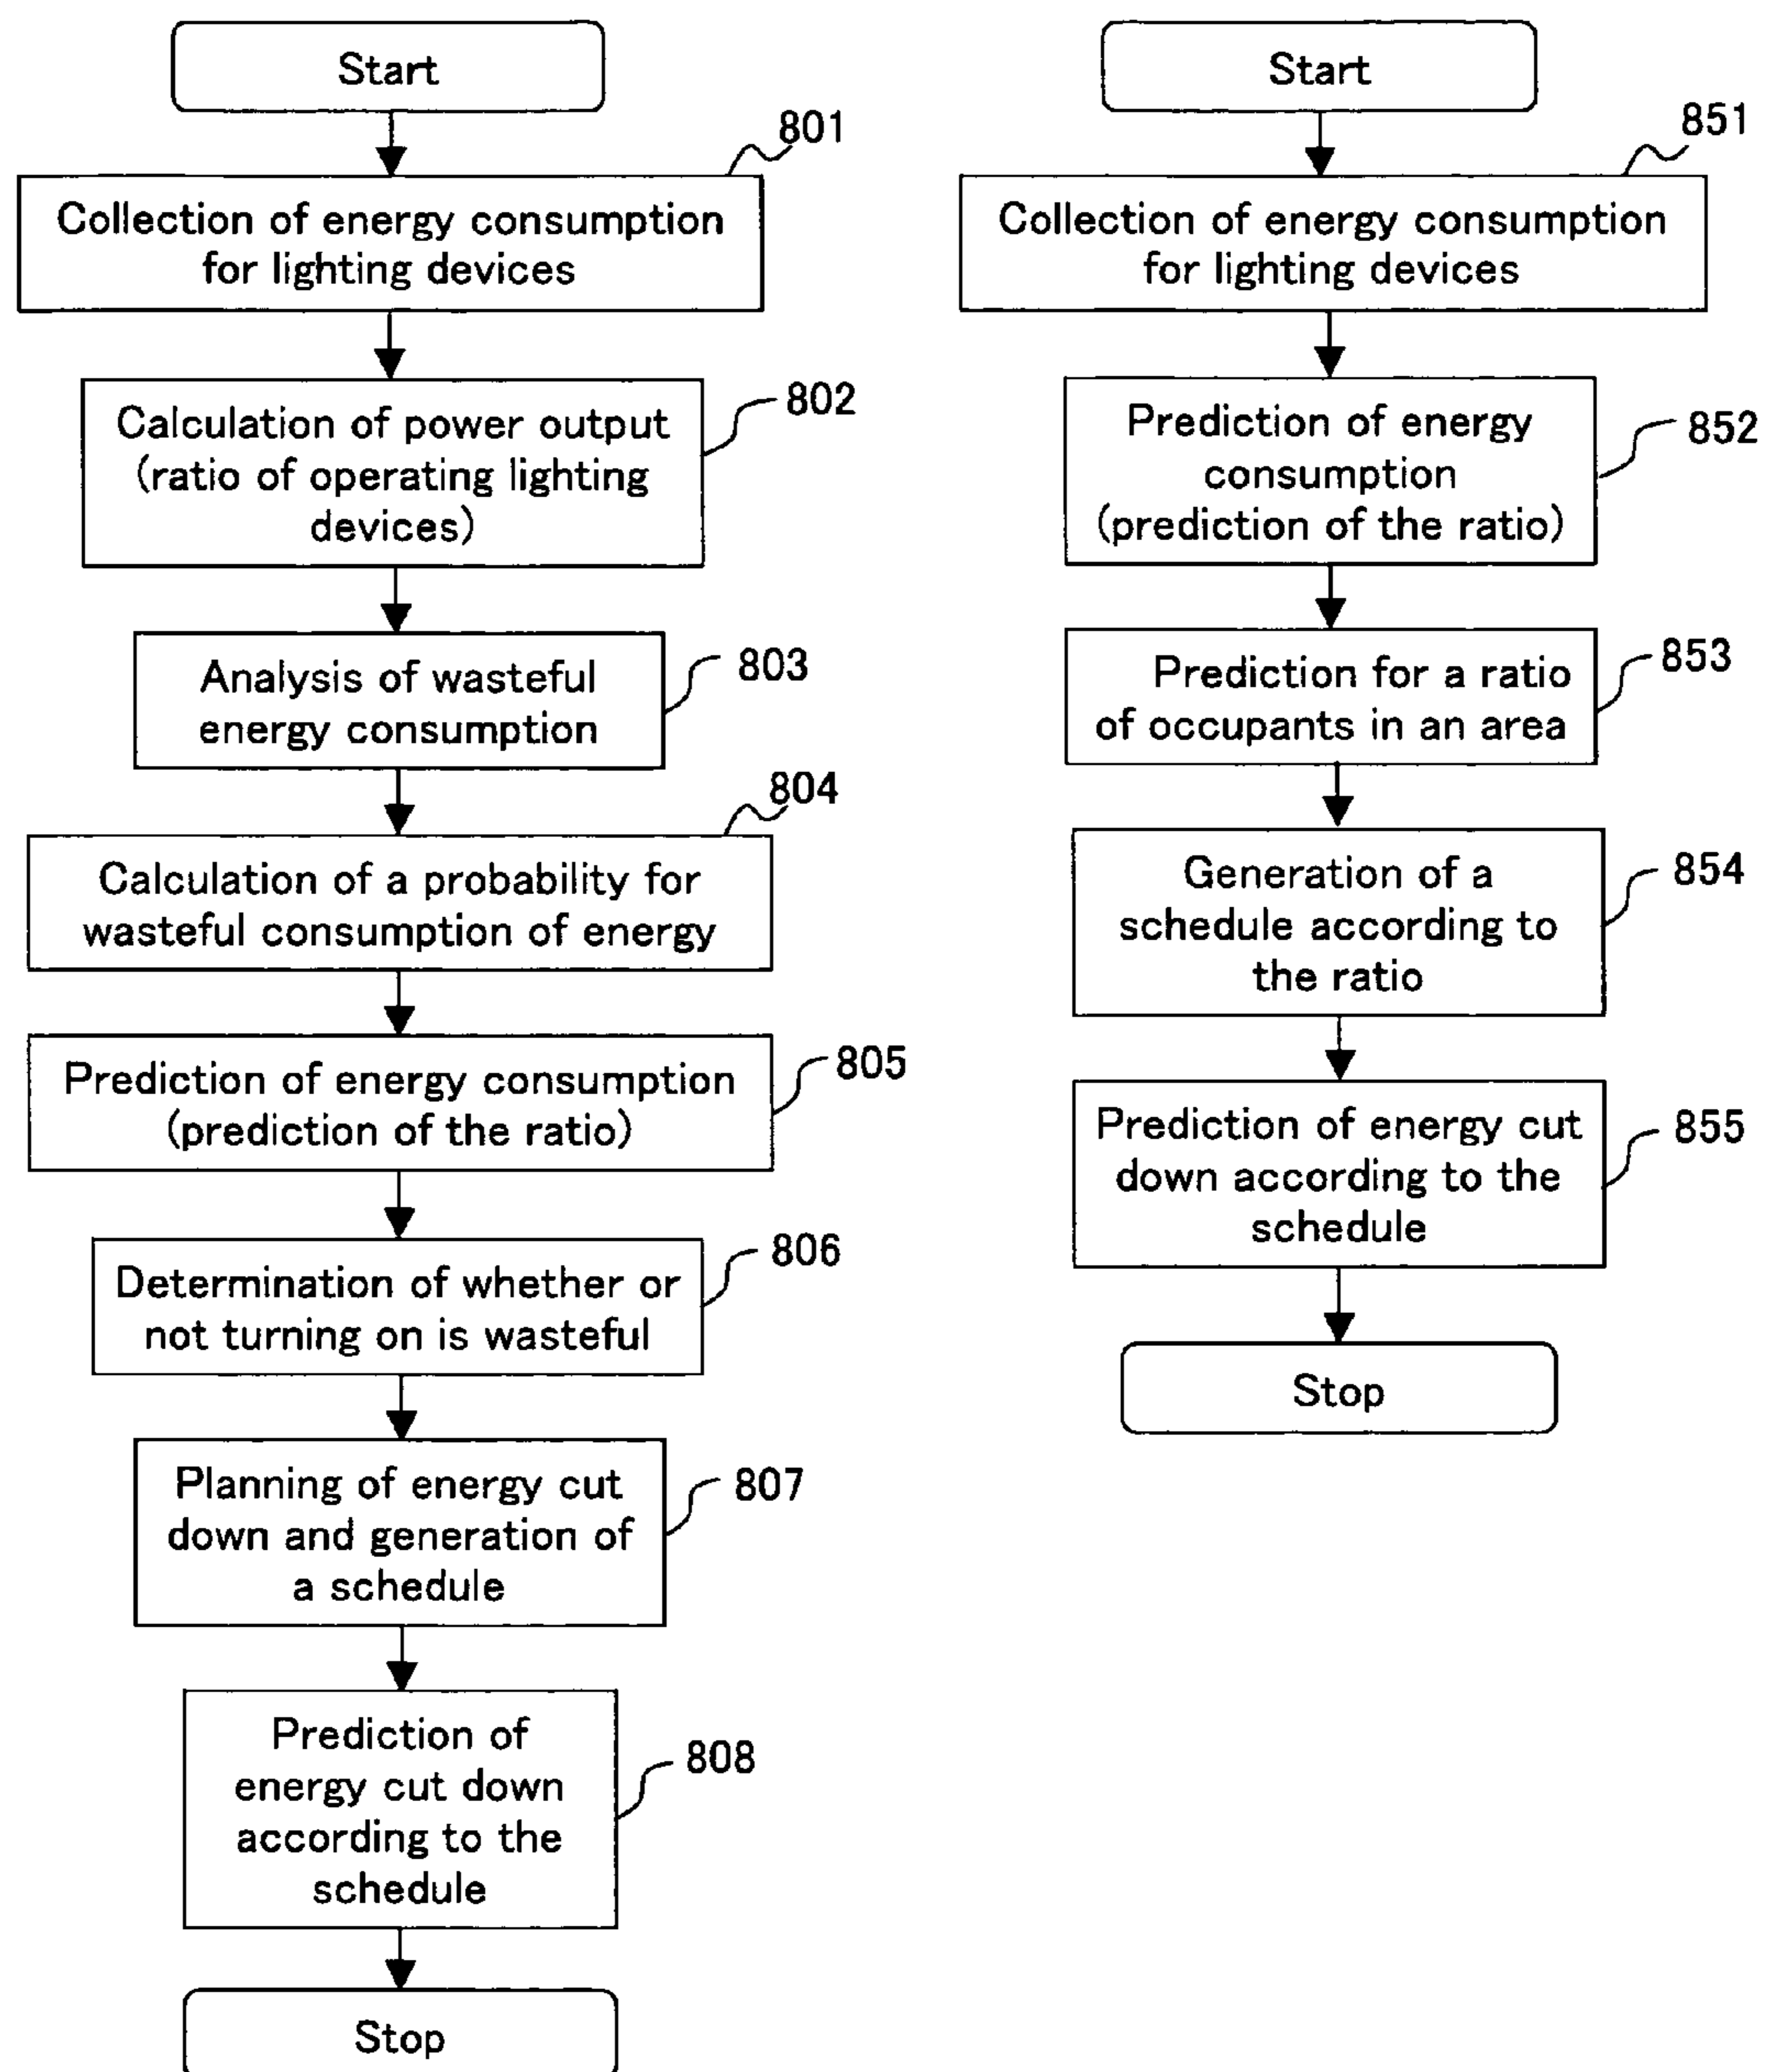 Start
801
Collection of energy consumption
for lighting devices
802
Calculation of power output
(ratio of operating lighting
devices)
803
Analysis of wasteful
energy consumption
804
Calculation of a probability for
wasteful consumption of energy
805
Prediction of energy consumption
(prediction of the ratio)
806
Determination of whether or
not turning on is wasteful
807
Planning of energy cut
down and generation of
a schedule
808
Prediction of
energy cut down
according to the
schedule
Stop
Start
851
Collection of energy consumption
for lighting devices
852
Prediction of energy
consumption
(prediction of the ratio)
853
Prediction for a ratio
of occupants in an area
854
Generation of a
schedule according to
the ratio
855
Prediction of energy cut
down according to the
schedule
Stop